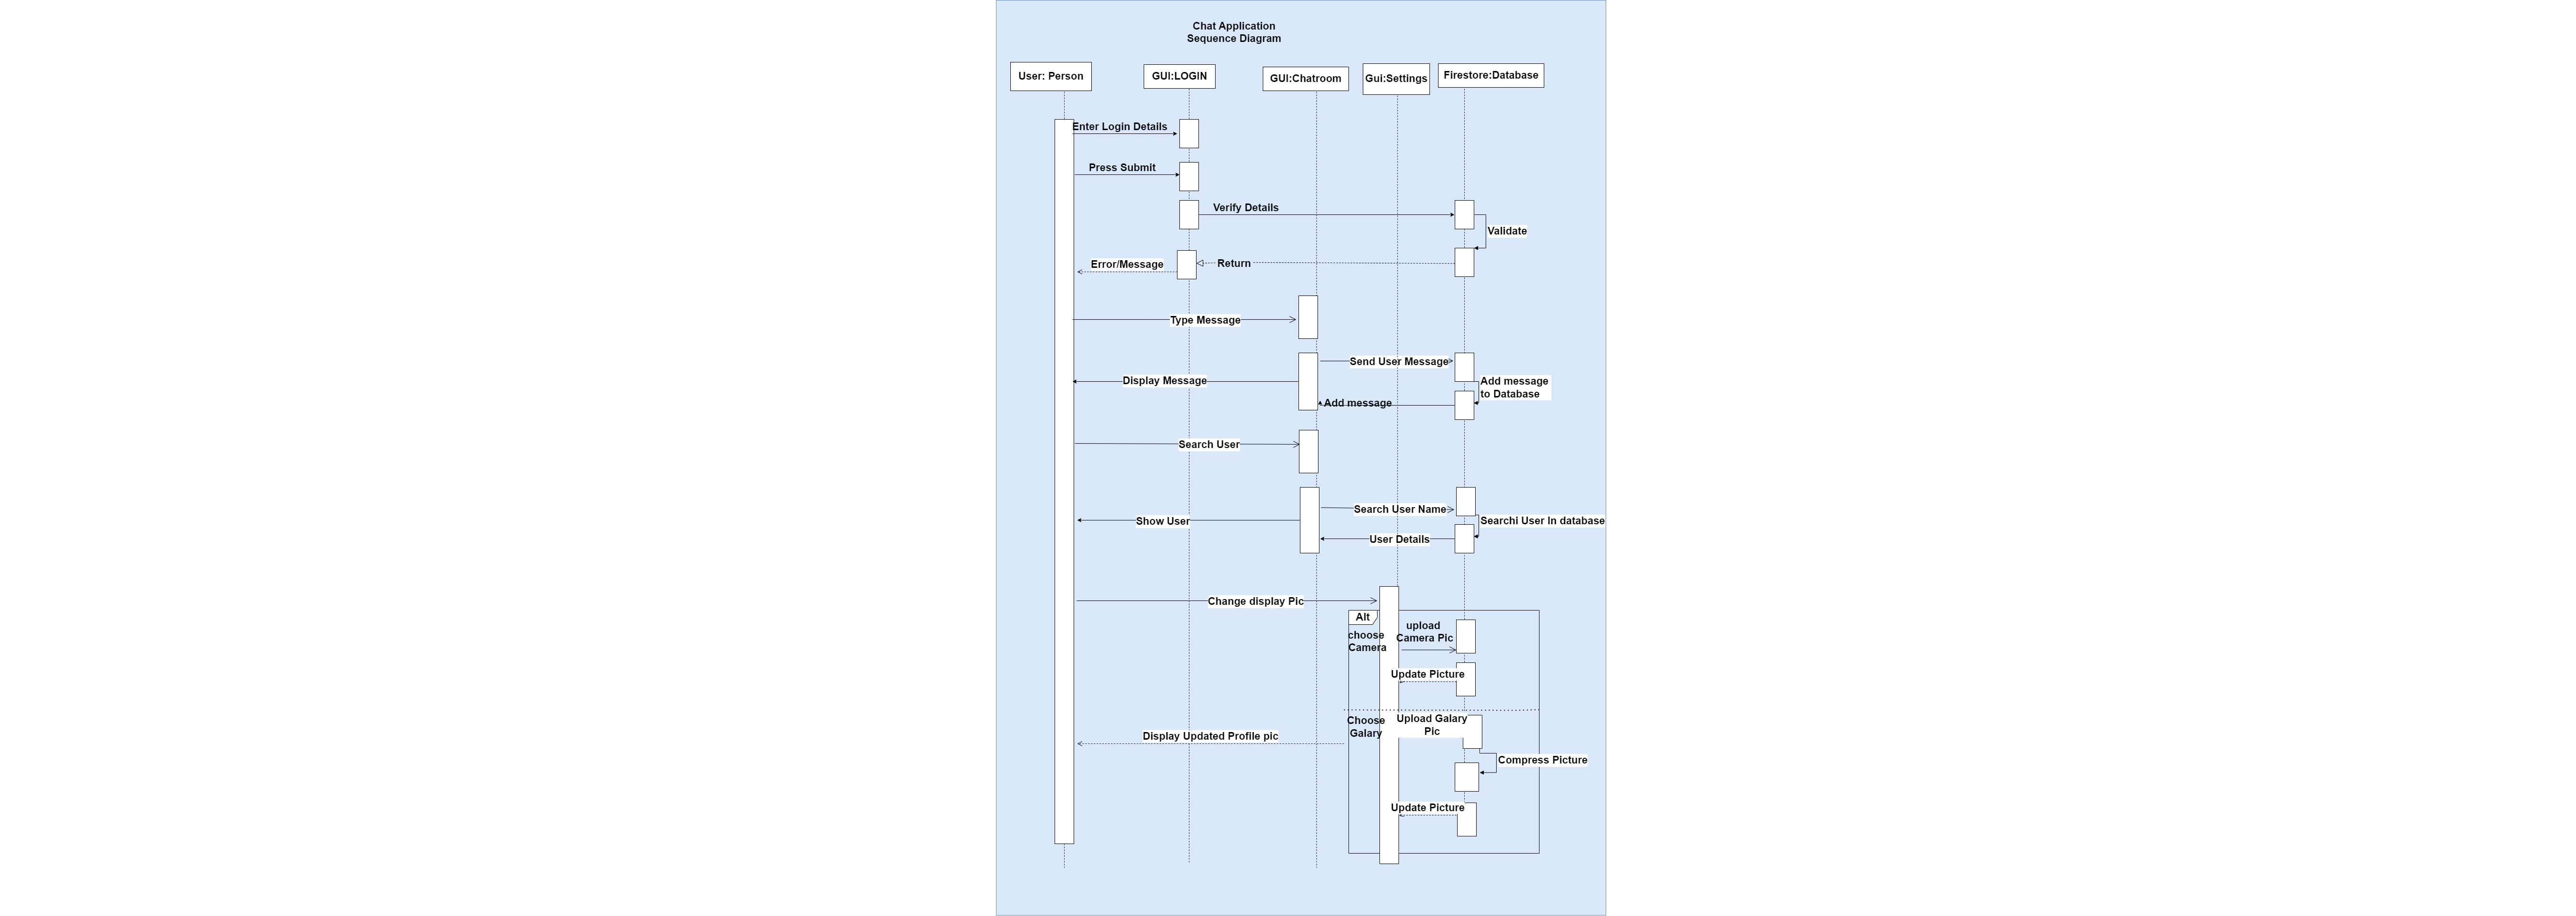 Chat Application
Sequence Diagram
User: Person
GUI:LOGIN
GUI:Chatroom
Gui:Settings
Firestore:Database
Enter Login Details
Press Submit
Verify Details
Validate
Return
Error/Message
Type Message
Send User Message
Display Message
Add message
to Database
Add message
Search User
Search User Name
Show User
Searchi User In database
User Details
Change display Pic
Alt
choose
Camera
upload
Camera Pic
Update Picture
Choose
Galary
Upload Galary
Pic
Display Updated Profile pic
Compress Picture
Update Picture